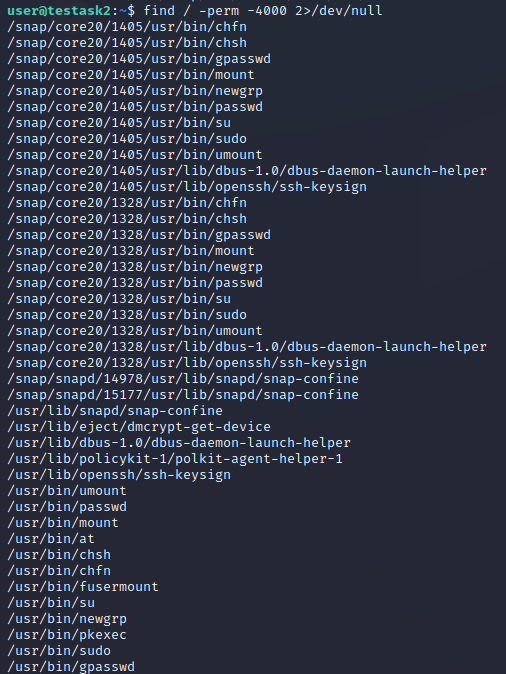 user@testask2:~$ find / -perm -4000 2>/dev/null
/snap/core20/1405/usr/bin/chfn
/snap/core20/1405/usr/bin/chsh
/snap/core20/1405/usr/bin/gpasswd
/snap/core20/1405/usr/bin/mount
/snap/core20/1405/usr/bin/newgrp
/snap/core20/1405/usr/bin/passwd
/snap/core20/1405/usr/bin/su
/snap/core20/1405/usr/bin/sudo
/snap/core20/1405/usr/bin/umount
/snap/core20/1405/usr/lib/dbus-1.0/dbus-daemon-launch-helper
/snap/core20/1405/usr/lib/openssh/ssh-keysign
/snap/core20/1328/usr/bin/chfn
/snap/core20/1328/usr/bin/chsh
/snap/core20/1328/usr/bin/gpasswd
/snap/core20/1328/usr/bin/mount
/snap/core20/1328/usr/bin/newgrp
/snap/core20/1328/usr/bin/passwd
/snap/core20/1328/usr/bin/su
/snap/core20/1328/usr/bin/sudo
/snap/core20/1328/usr/bin/umount
/snap/core20/1328/usr/lib/dbus-1.0/dbus-daemon-launch-helper
/snap/core20/1328/usr/lib/openssh/ssh-keysign
/snap/snapd/14978/usr/lib/snapd/snap-confine
/snap/snapd/15177/usr/lib/snapd/snap-confine
/usr/lib/snapd/snap-confine
/usr/lib/eject/dmcrypt-get-device
/usr/lib/dbus-1.0/dbus-daemon-launch-helper
/usr/lib/policykit-1/polkit-agent-helper-1
/usr/lib/openssh/ssh-keysign
/usr/bin/umount
/usr/bin/passwd
/usr/bin/mount
/usr/bin/at
/usr/bin/chsh
/usr/bin/chfn
/usr/bin/fusermount
/usr/bin/su
/usr/bin/newgrp
/usr/bin/pkexec
/usr/bin/sudo
/usr/bin/gpasswd